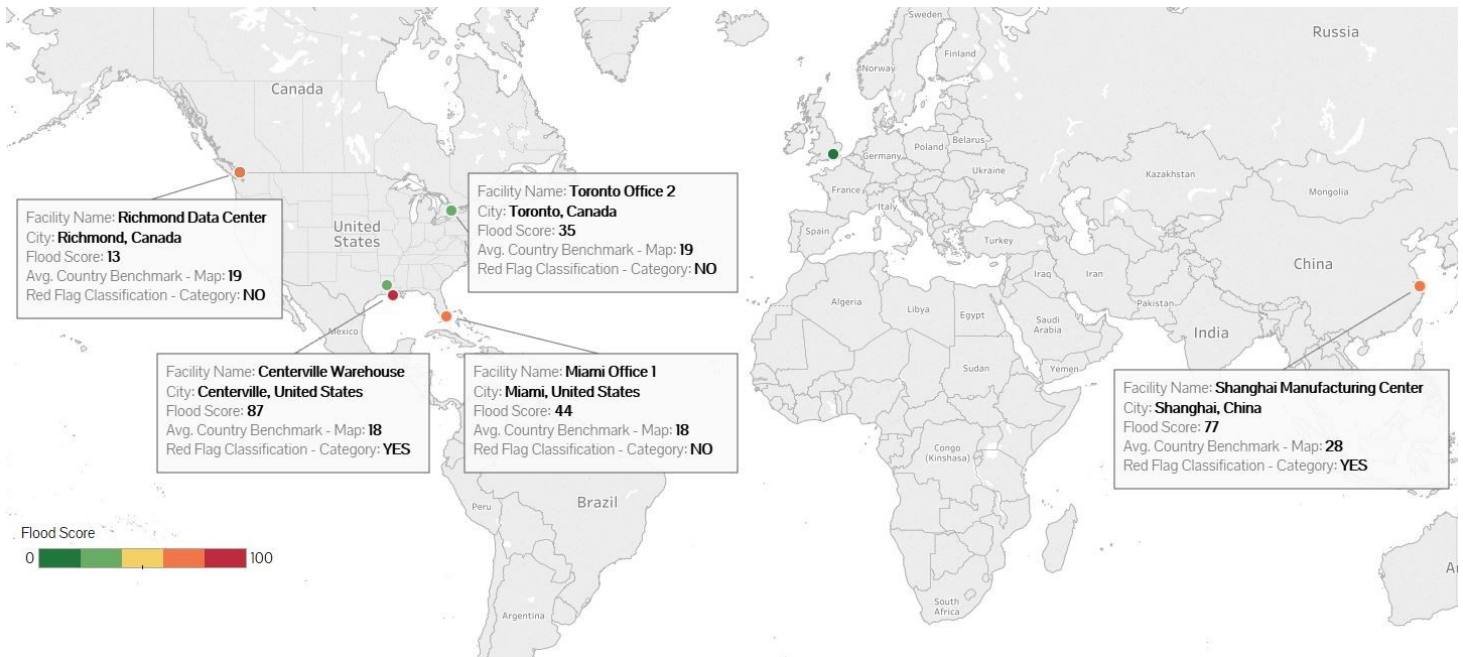 Sweden
Russia
Finland
Norway
Canada
Belarus
Poland
Germany
Ukraine
Kazakhstan
France
Mongolia
Italy
Spain
Turkey
United
States
China
Iraq
Iran
Pakistan
Algeria
Libya
Egypt
Saudi
Arabia
India
Mexico
Sudan
Yemen
Facility Name: Richmond Data Center
City: Richmond, Canada
Flood Score: 13
Avg. Country Benchmark - Map: 19
Red Flag Classification - Category: NO
Facility Name: Toronto Office 2
City: Toronto, Canada
Flood Score: 35
Avg. Country Benchmark - Map: 19
Red Flag Classification - Category: NO
Facility Name: Centerville Warehouse
City: Centerville, United States
Flood Score: 87
Avg. Country Benchmark - Map: 18
Red Flag Classification - Category: YES
Facility Name: Miami Office 1
City: Miami, United States
Flood Score: 44
Avg. Country Benchmark - Map: 18
Red Flag Classification - Category: NO
Facility Name: Shanghai Manufacturing Center
City: Shanghai, China
Flood Score: 77
Avg. Country Benchmark - Map: 28
Red Flag Classification - Category: YES
Congo
(Kinshasa)
Peru
Brazil
Flood Score
0
100
South
Africa
Argentina